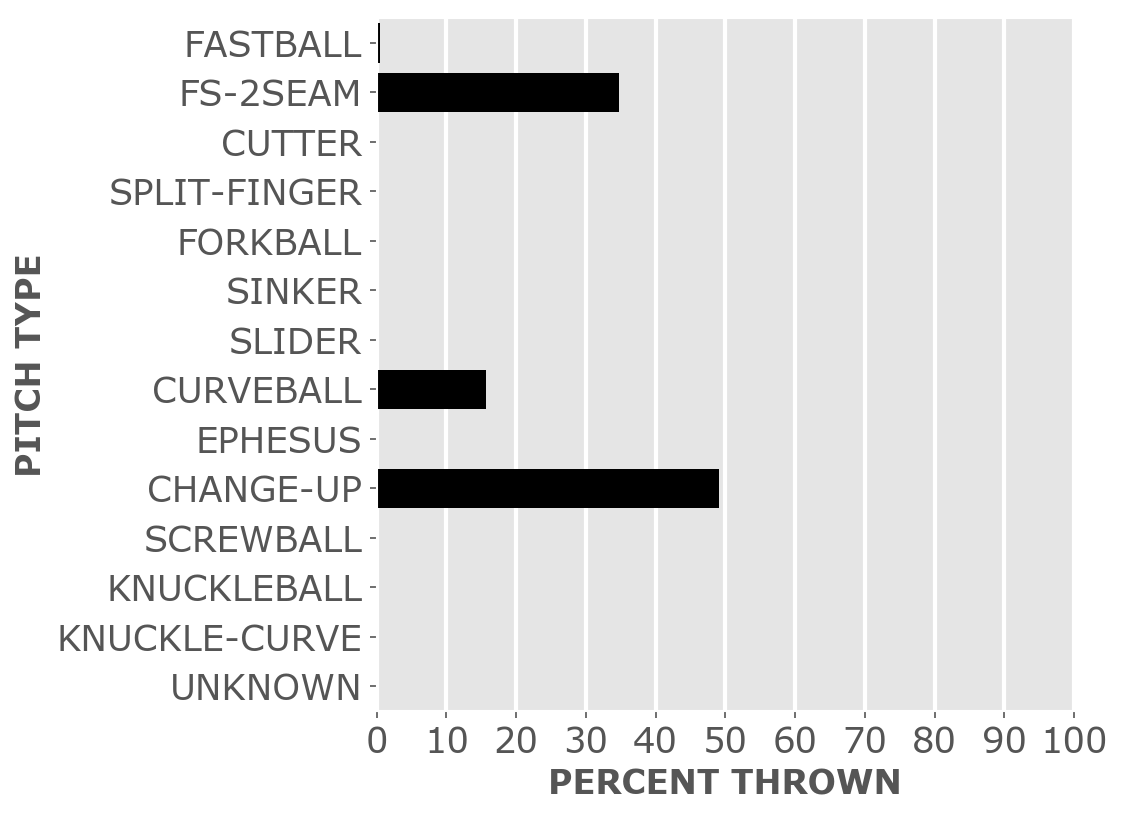 FASTBALL
FS-2SEAM
CUTTER
SPLIT-FINGER
FORKBALL
SINKER
SLIDER
CURVEBALL
EPHESUS
CHANGE-UP
SCREWBALL
KNUCKLEBALL
KNUCKLE-CURVE
UNKNOWN
PITCH TYPE
0 10 20 30 40 50 60 70 80 90 100
PERCENT THROWN